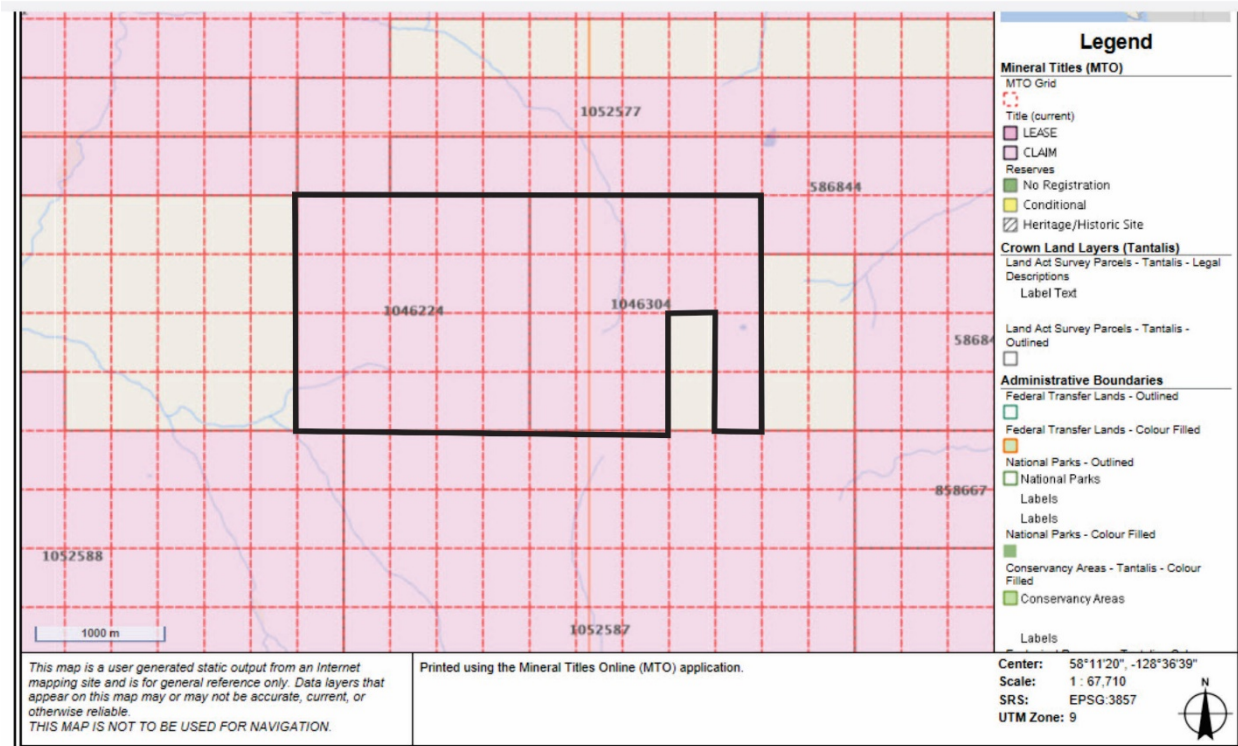 1052577
586844
1046224
1046304
58684
858667
1052588
1052587
1000 m
Legend
Mineral Titles (MTO)
MTO Grid
Title (current)
LEASE
CLAIM
Reserves
No Registration
Conditional
Heritage/Historic Site
Crown Land Layers (Tantalis)
Land Act Survey Parcels - Tantalis - Legal
Descriptions
Label Text
Land Act Survey Parcels - Tantalis -
Outlined
Administrative Boundaries
Federal Transfer Lands - Outlined
Federal Transfer Lands - Colour Filled
National Parks - Outlined
National Parks
Labels
Labels
National Parks - Colour Filled
Conservancy Areas - Tantalis - Colour
Filled
Conservancy Areas
Labels
This map is a user generated static output from an Internet
mapping site and is for general reference only. Data layers that
appear on this map may or may not be accurate, current, or
otherwise reliable.
THIS MAP IS NOT TO BE USED FOR NAVIGATION.
Printed using the Mineral Titles Online (MTO) application.
Center: 58°11'20", -128°36'39"
Scale: 1 : 67,710
SRS: EPSG:3857
UTM Zone: 9
N